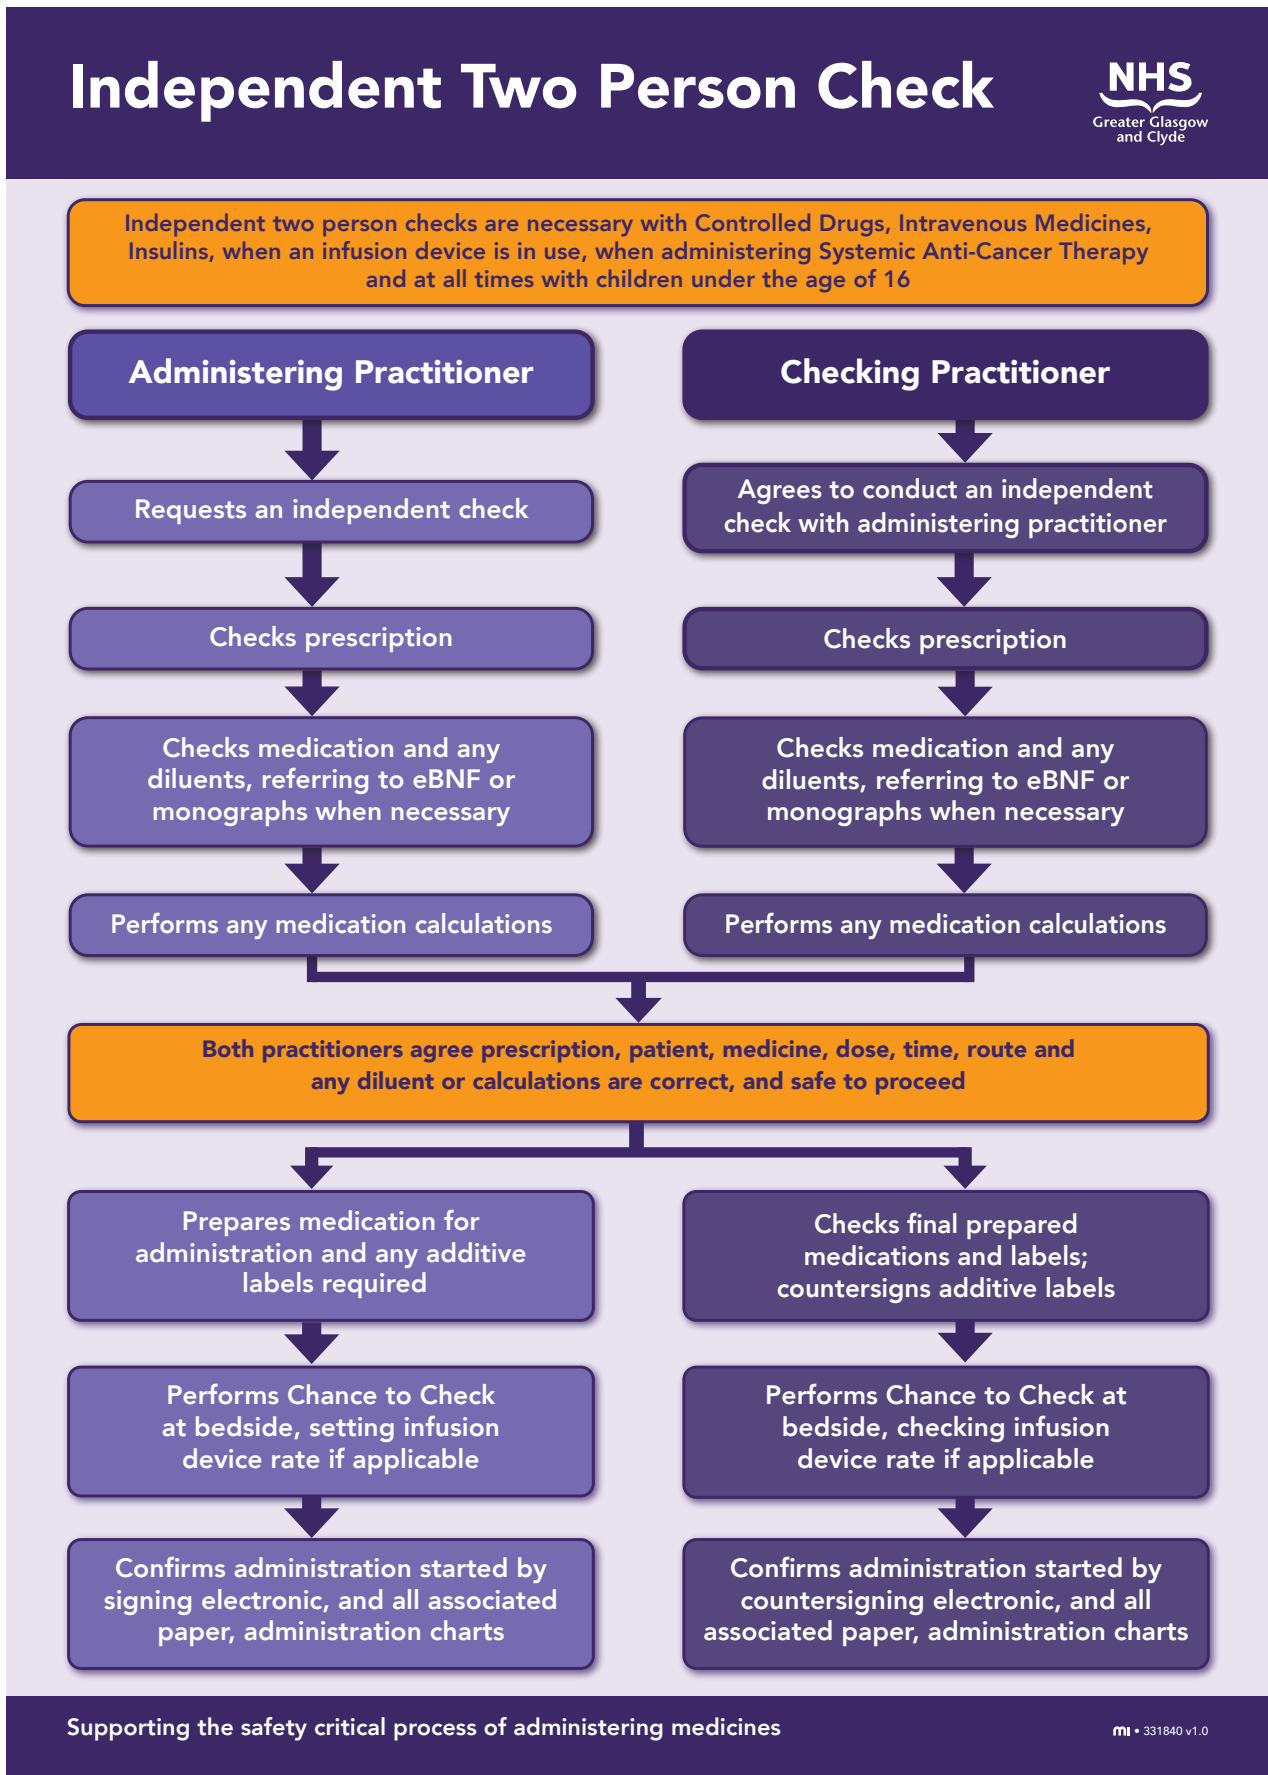 Independent Two Person Check
NHS
Greater Glasgow
and Clyde
Independent two person checks are necessary with Controlled Drugs, Intravenous Medicines,
Insulins, when an infusion device is in use, when administering Systemic Anti-Cancer Therapy
and at all times with children under the age of 16
Administering Practitioner
Requests an independent check
Checks prescription
Checks medication and any
diluents, referring to eBNF or
monographs when necessary
Performs any medication calculations
Checking Practitioner
Agrees to conduct an independent
check with administering practitioner
Checks prescription
Checks medication and any
diluents, referring to eBNF or
monographs when necessary
Performs any medication calculations
Both practitioners agree prescription, patient, medicine, dose, time, route and
any diluent or calculations are correct, and safe to proceed
Prepares medication for
administration and any additive
labels required
Performs Chance to Check
at bedside, setting infusion
device rate if applicable
Confirms administration started by
signing electronic, and all associated
paper, administration charts
Checks final prepared
medications and labels;
countersigns additive labels
Performs Chance to Check at
bedside, checking infusion
device rate if applicable
Confirms administration started by
countersigning electronic, and all
associated paper, administration charts
Supporting the safety critical process of administering medicines
mi • 331840 v1.0